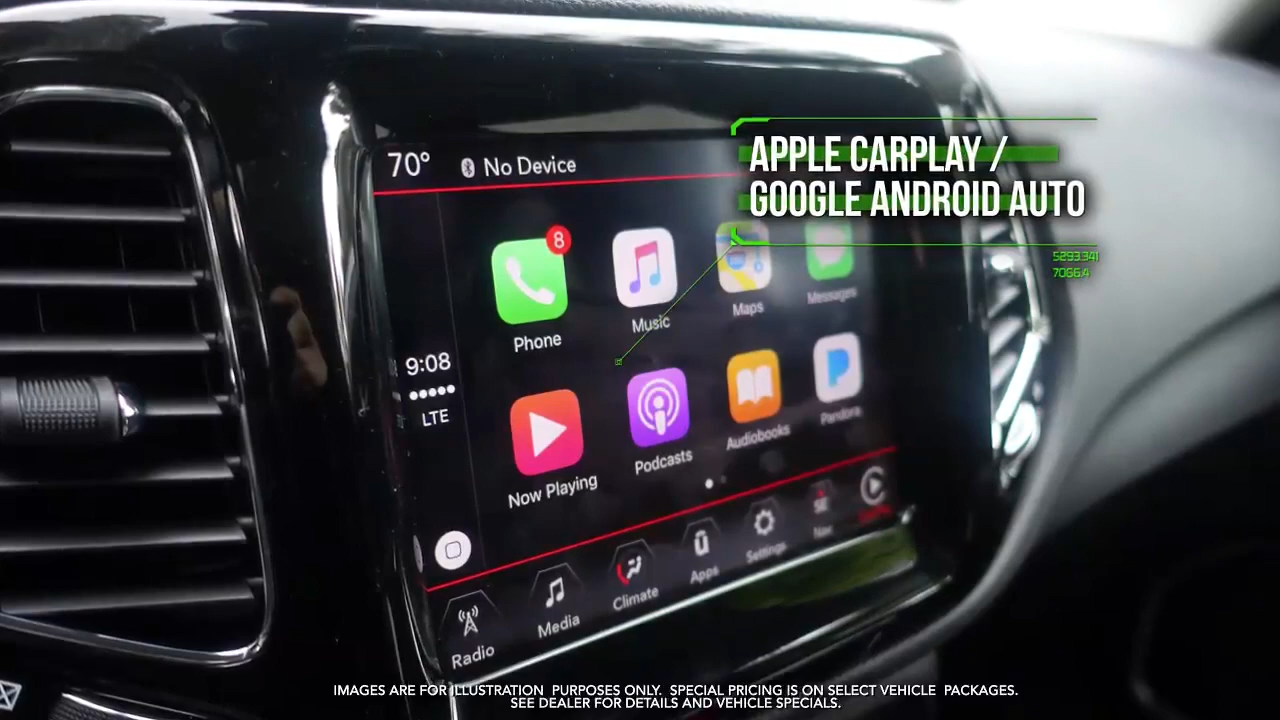 70° No Device
APPLE CARPLAY /
GOOGLE ANDROID AUTO
5293.341
7066.4
8
Phone
Music
Maps
Messages
9:08
LTE
Now Playing
Podcasts
Audiobooks
Pandora
Radio
Media
Climate
Apps
Settings
Nav
IMAGES ARE FOR ILLUSTRATION PURPOSES ONLY. SPECIAL PRICING IS ON SELECT VEHICLE PACKAGES.
SEE DEALER FOR DETAILS AND VEHICLE SPECIALS.